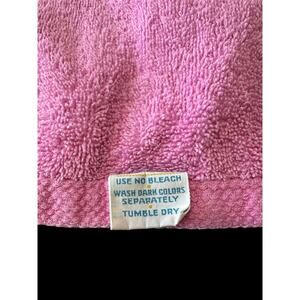 USE NO BLEACH
WASH DARK COLORS
SEPARATELY
TUMBLE DRY